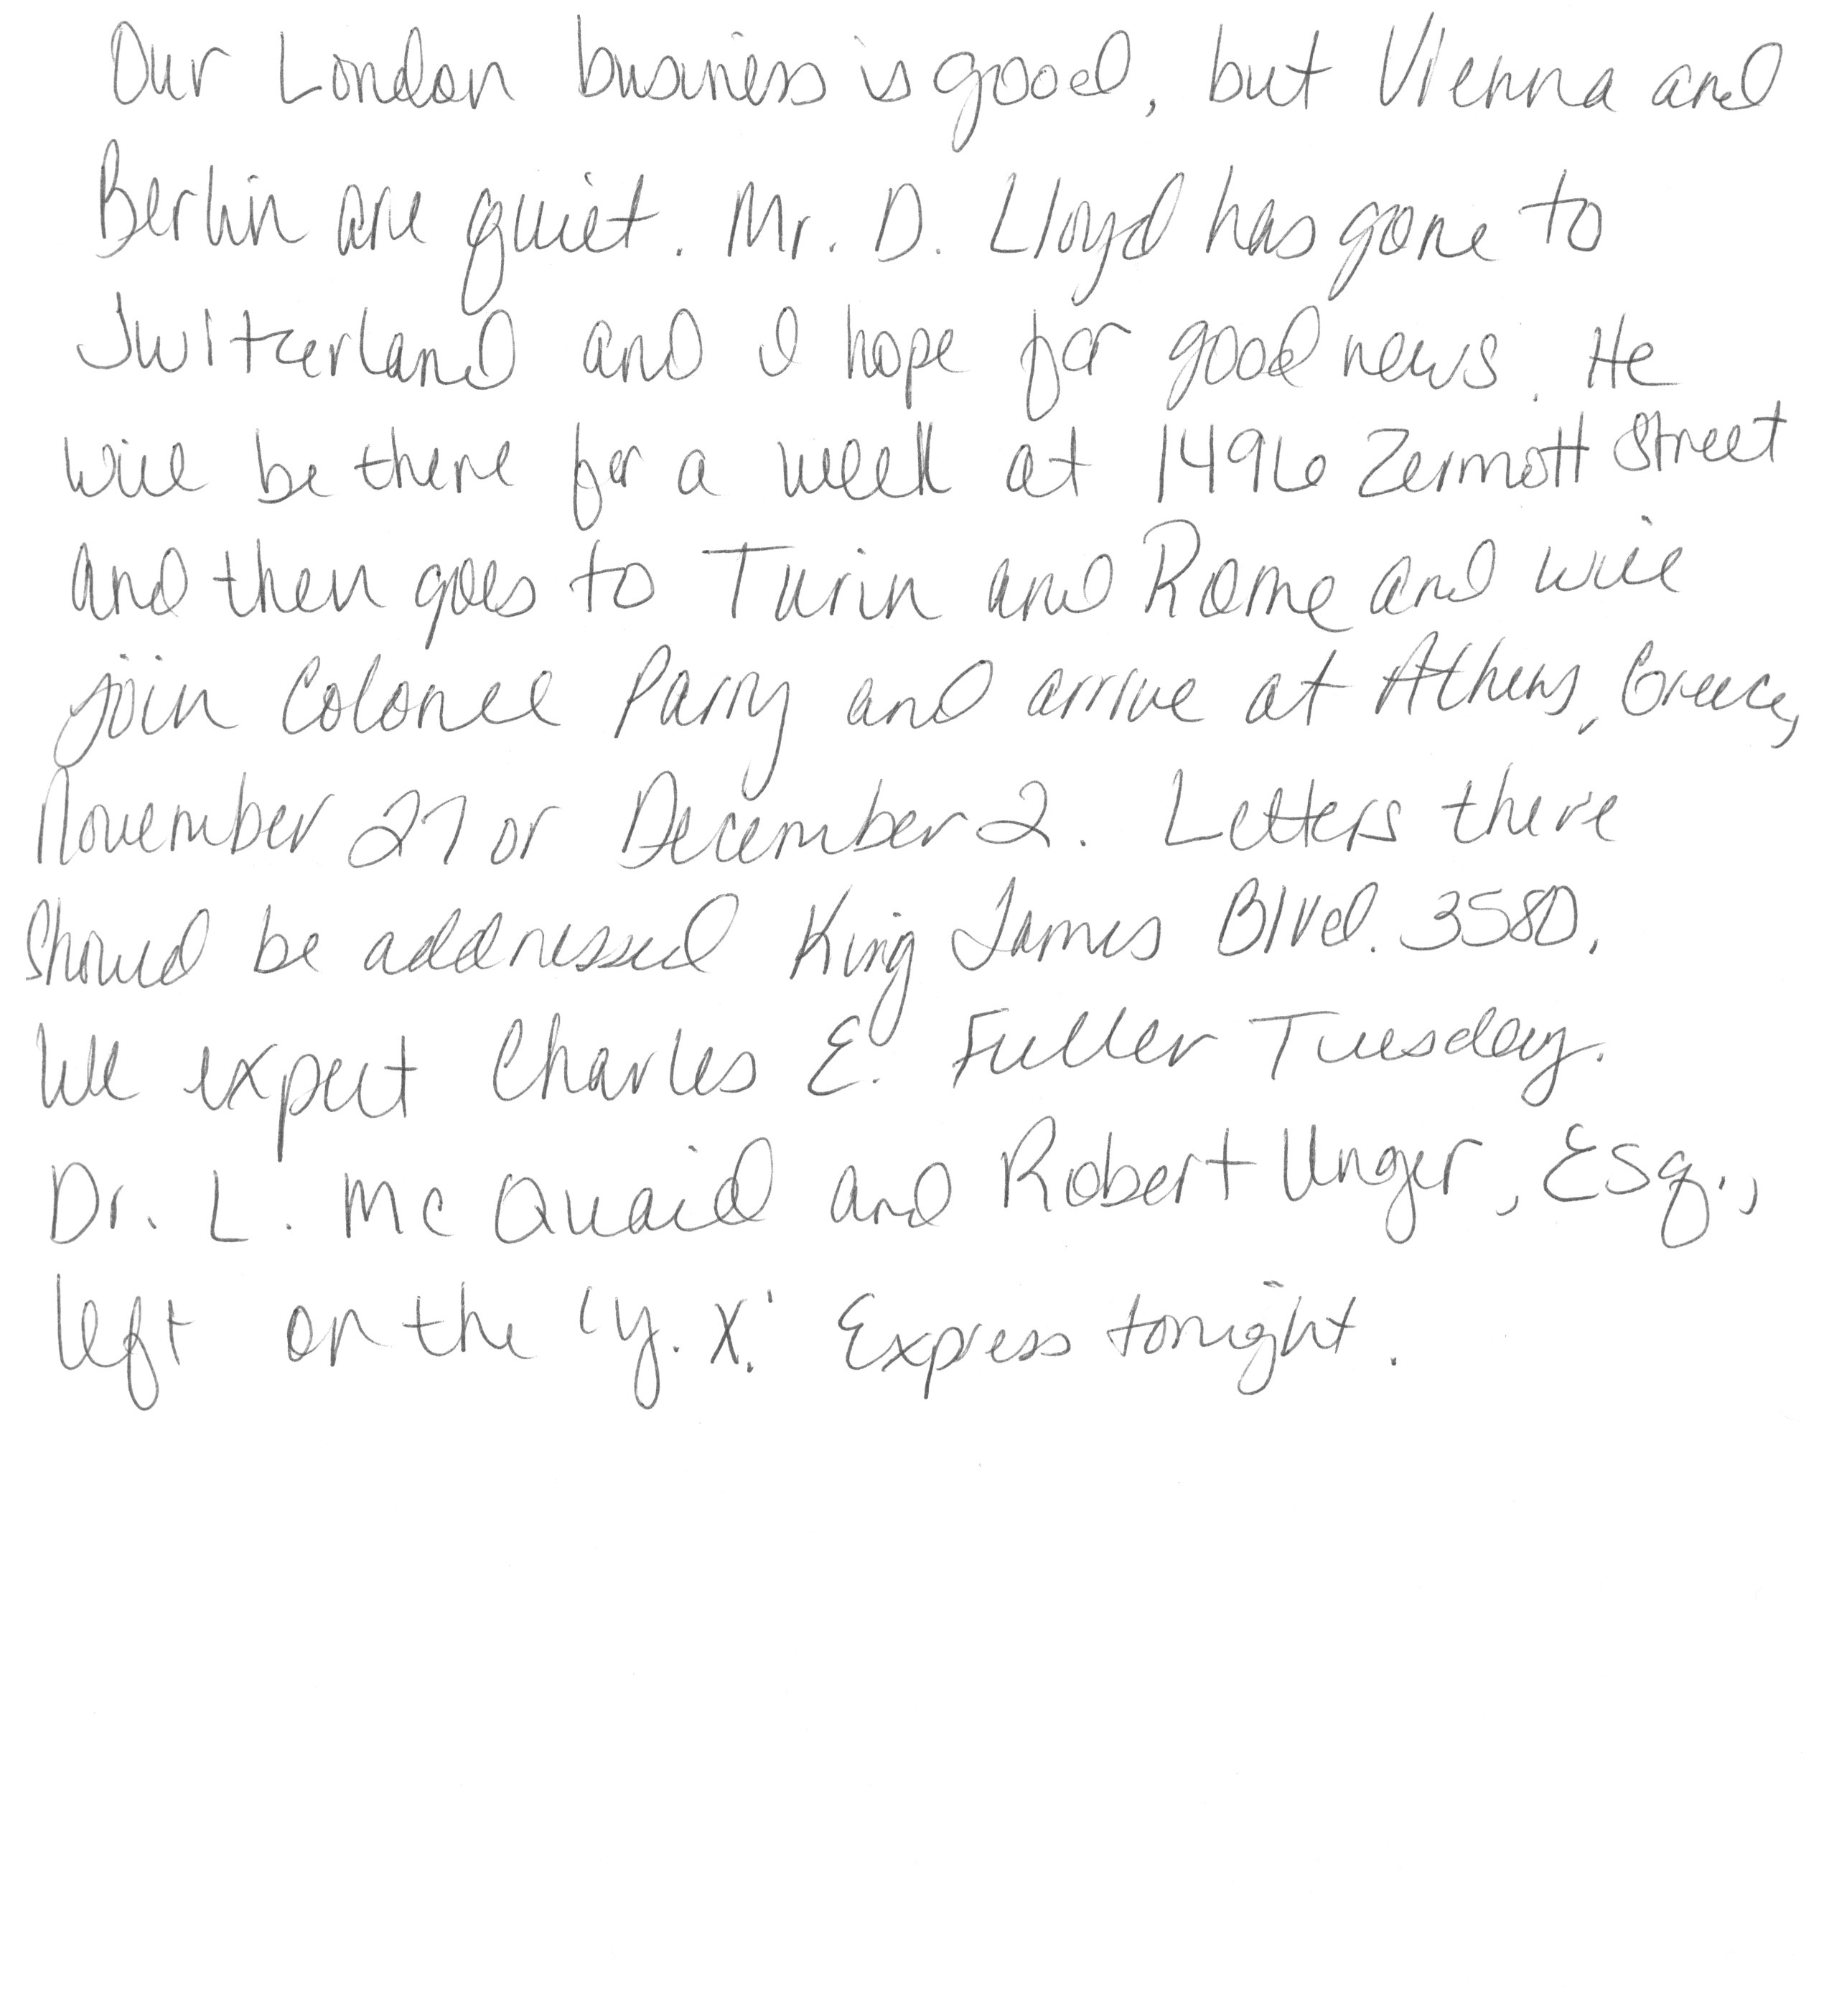 Our London business is good, but Vienna and
Berlin are quiet. Mr. D. Lloyd has gone to
Switzerland and I hope for good news. He
will be there for a week at 1496 Zermott Street
and then goes to Turin and Rome and will
join Colonel Parry and arrive at Athens, Greece,
November 27 or December 2. Letters there
should be addressed King James Blvd. 3580.
We expect Charles E. Fuller Tuesday.
Dr. L. McQuaid and Robert Unger, Esq.,
left on the 'Y. X.' Express tonight.